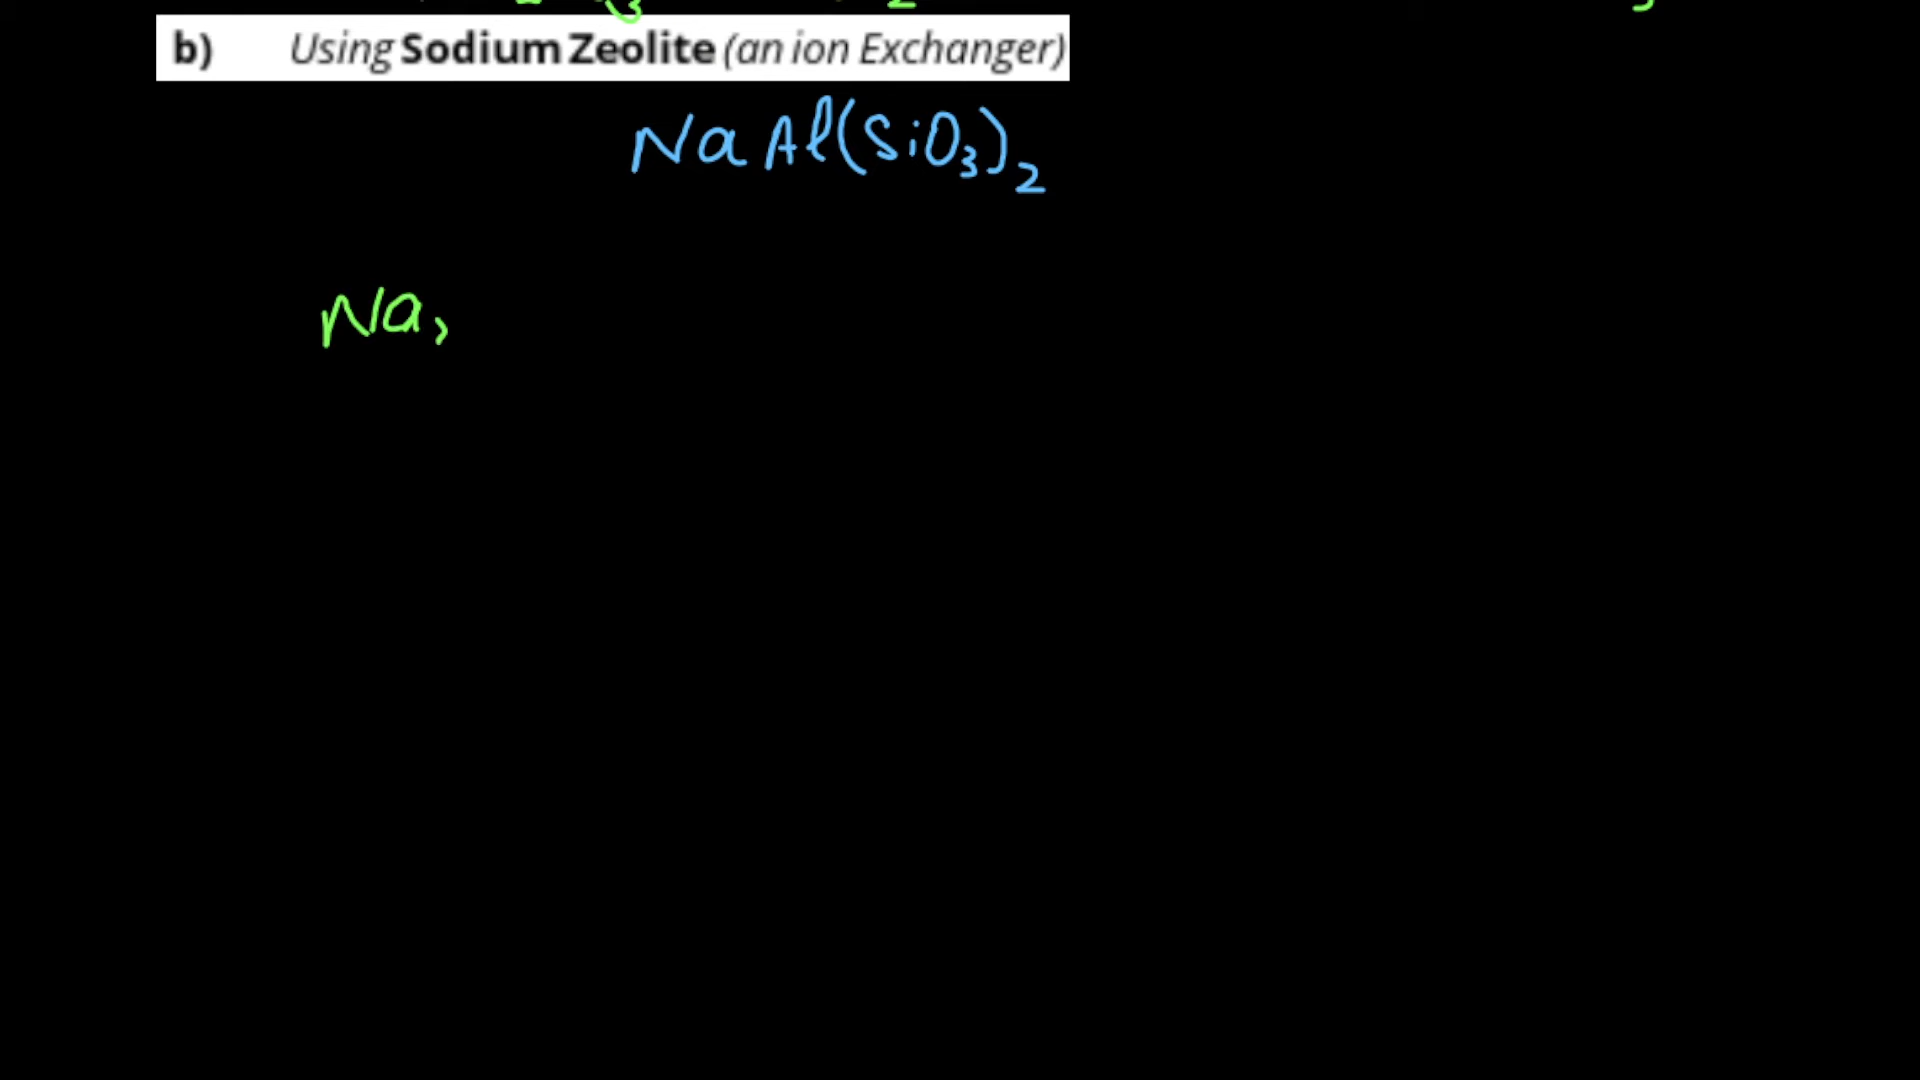 b) Using Sodium Zeolite (an ion Exchanger)
NaAl(SiO₃)₂
Na,